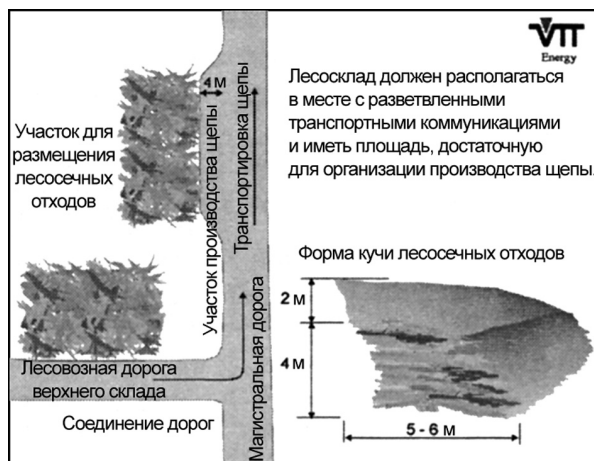 VTT
Energy
Лесосклад должен располагаться
в месте с разветвленными
транспортными коммуникациями
и иметь площадь, достаточную
для организации производства щепы.
4 м
Участок для
размещения
лесосечных
отходов
Участок производства щепы
Транспортировка щепы
Магистральная дорога
Лесовозная дорога
верхнего склада
Соединение дорог
Форма кучи лесосечных отходов
2 м
4 м
5 - 6 м